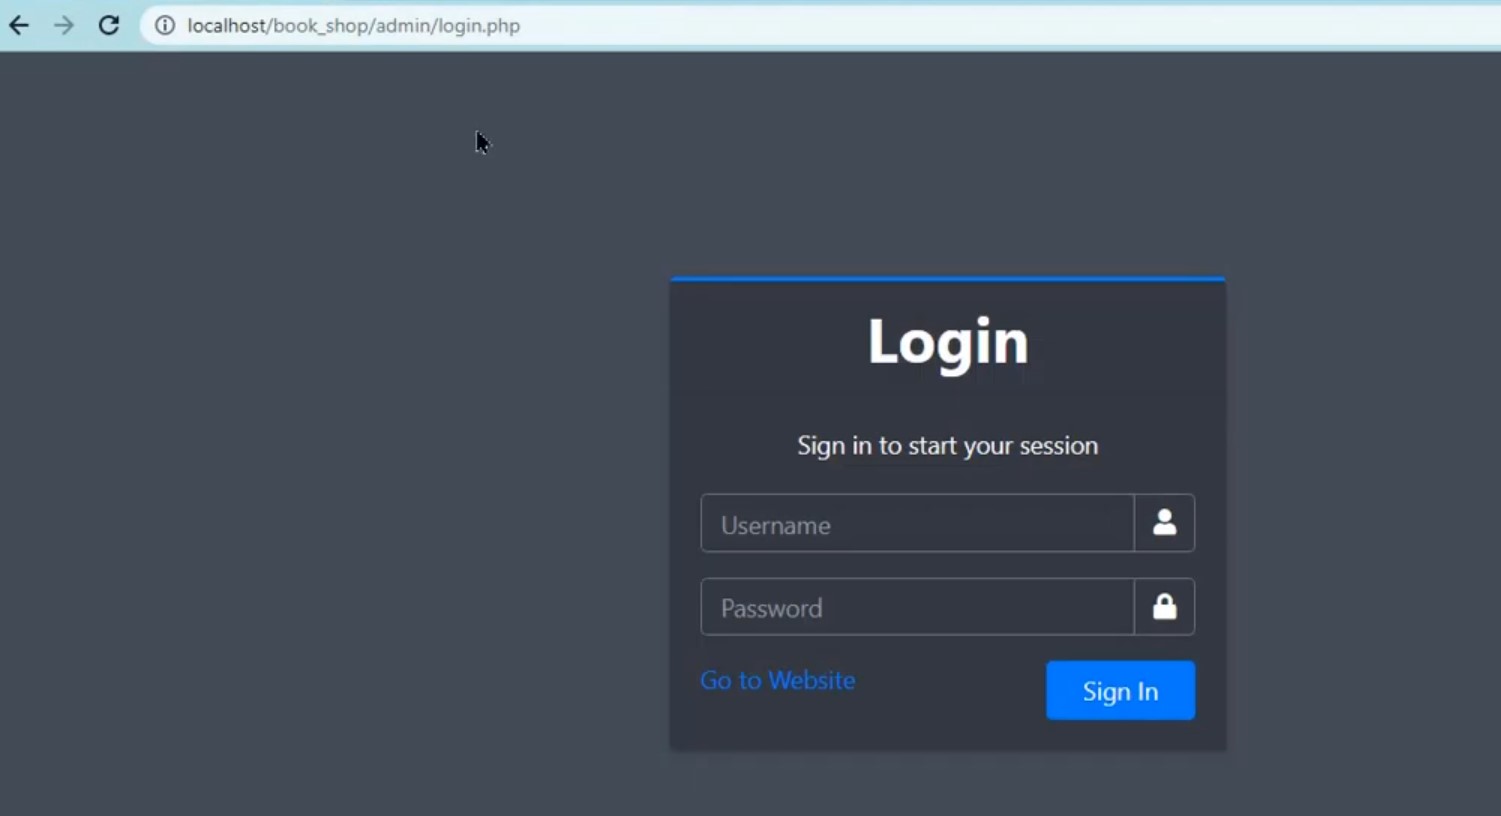 localhost/book_shop/admin/login.php
Login
Sign in to start your session
Username
Password
Go to Website
Sign In